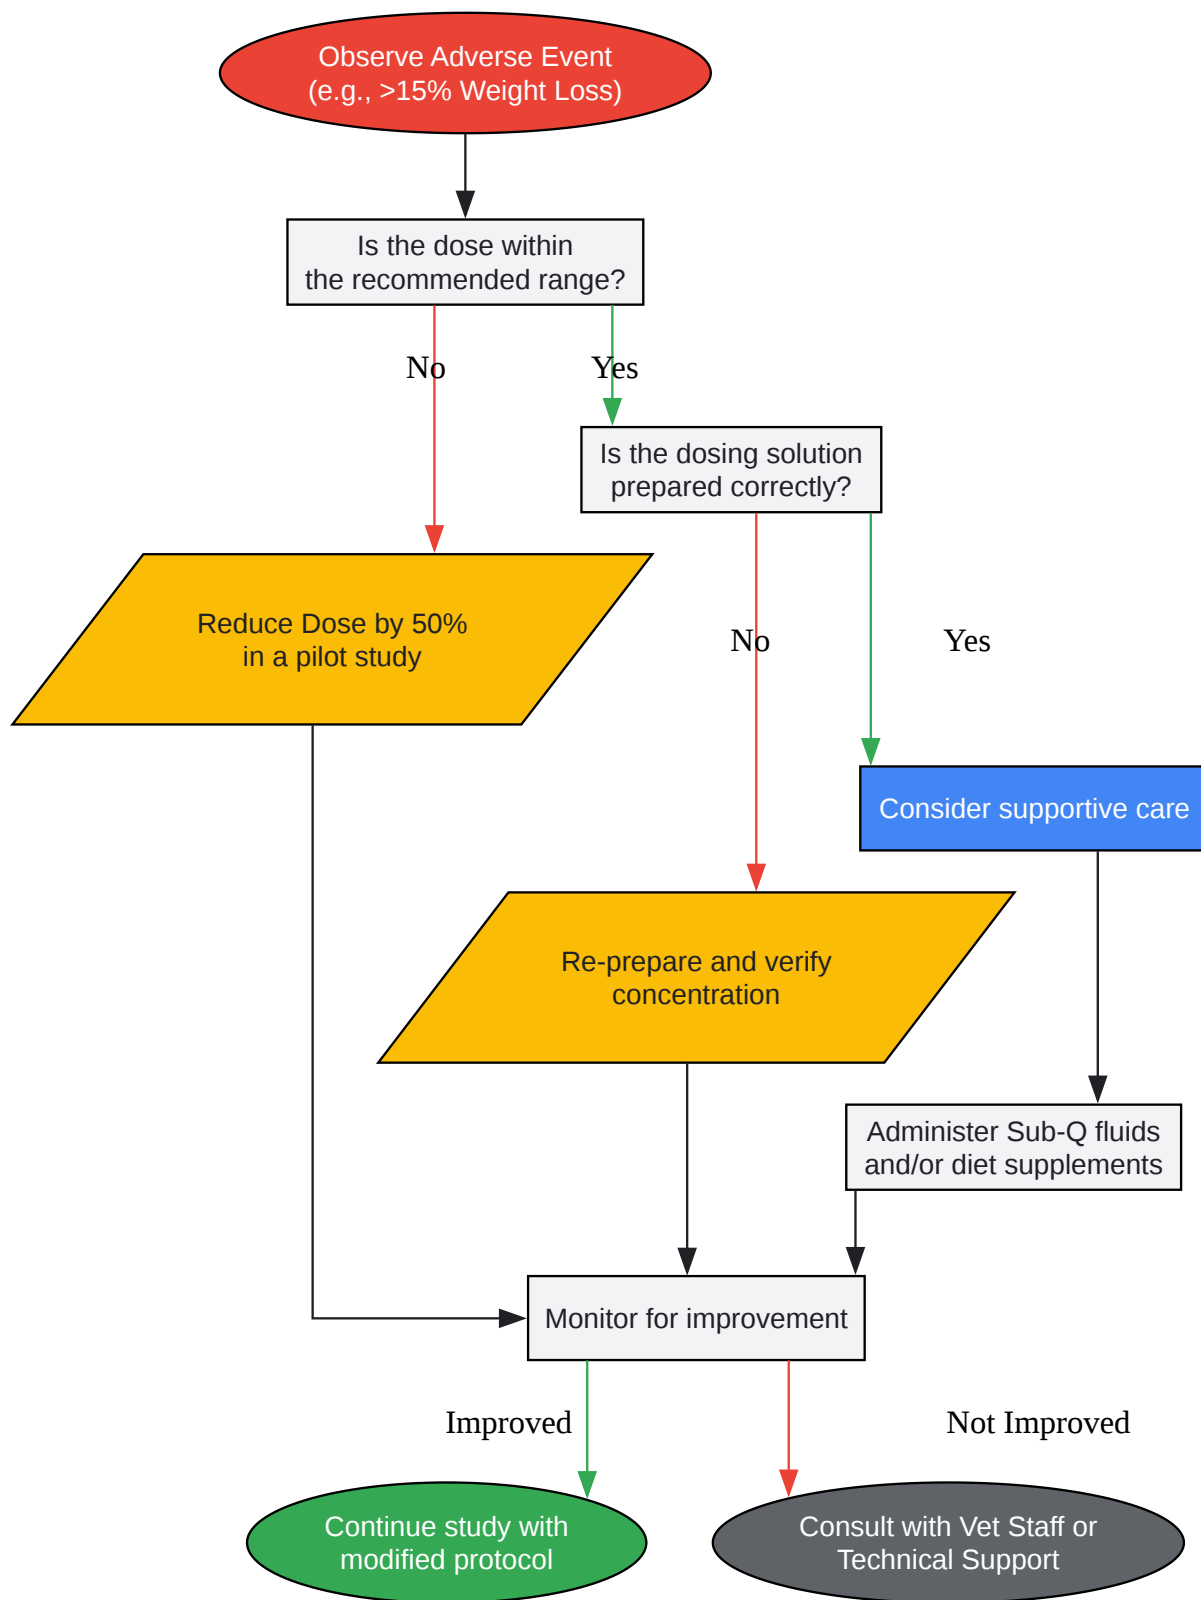 Observe Adverse Event
(e.g., >15% Weight Loss)
Is the dose within
the recommended range?
No
Yes
Is the dosing solution
prepared correctly?
Reduce Dose by 50%
in a pilot study
No
Yes
Consider supportive care
Re-prepare and verify
concentration
Administer Sub-Q fluids
and/or diet supplements
Monitor for improvement
Improved
Not Improved
Continue study with
modified protocol
Consult with Vet Staff or
Technical Support